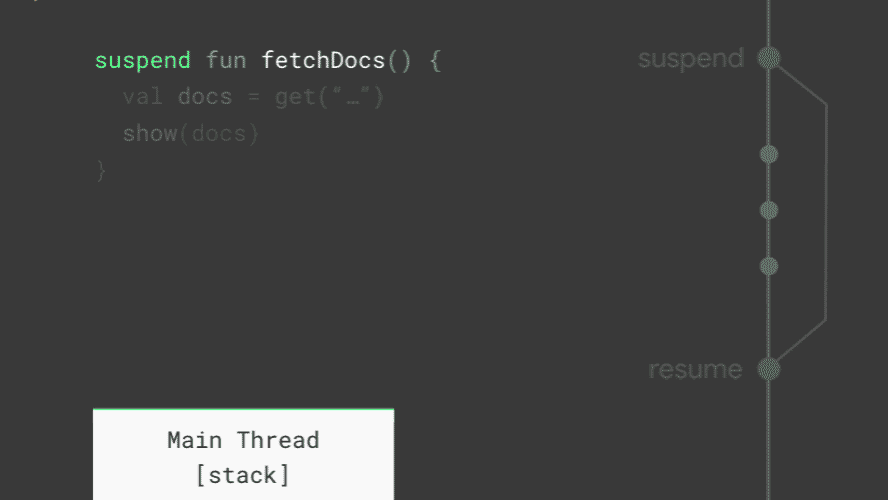 suspend fun fetchDocs() {
val docs = get(“…”)
show(docs)
}
suspend
resume
Main Thread
[stack]